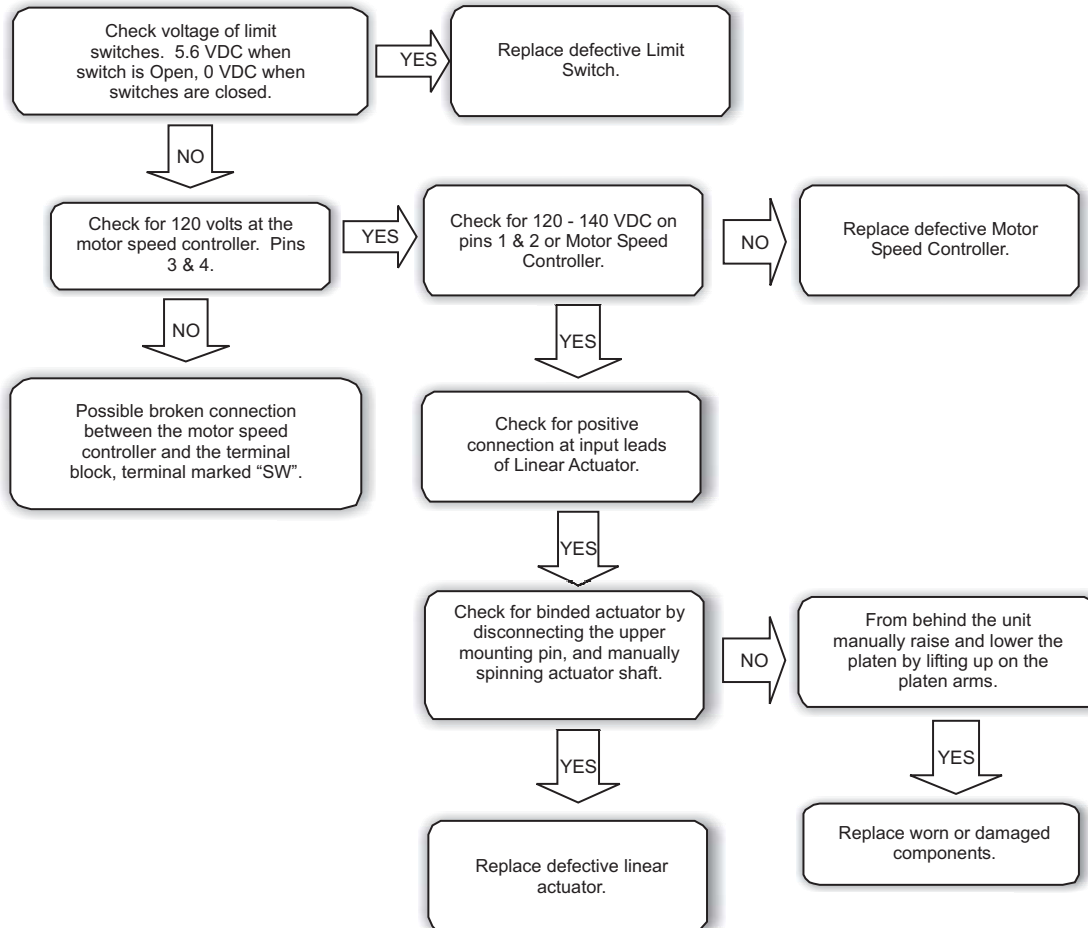 Check voltage of limit
switches.  5.6 VDC when
switch is Open, 0 VDC when
switches are closed.
YES
Replace defective Limit
Switch.
NO
Check for 120 volts at the
motor speed controller.  Pins
3 & 4.
YES
Check for 120 - 140 VDC on
pins 1 & 2 or Motor Speed
Controller.
NO
Replace defective Motor
Speed Controller.
NO
Possible broken connection
between the motor speed
controller and the terminal
block, terminal marked “SW”.
YES
Check for positive
connection at input leads
of Linear Actuator.
YES
Check for binded actuator by
disconnecting the upper
mounting pin, and manually
spinning actuator shaft.
NO
From behind the unit
manually raise and lower the
platen by lifting up on the
platen arms.
YES
Replace defective linear
actuator.
YES
Replace worn or damaged
components.